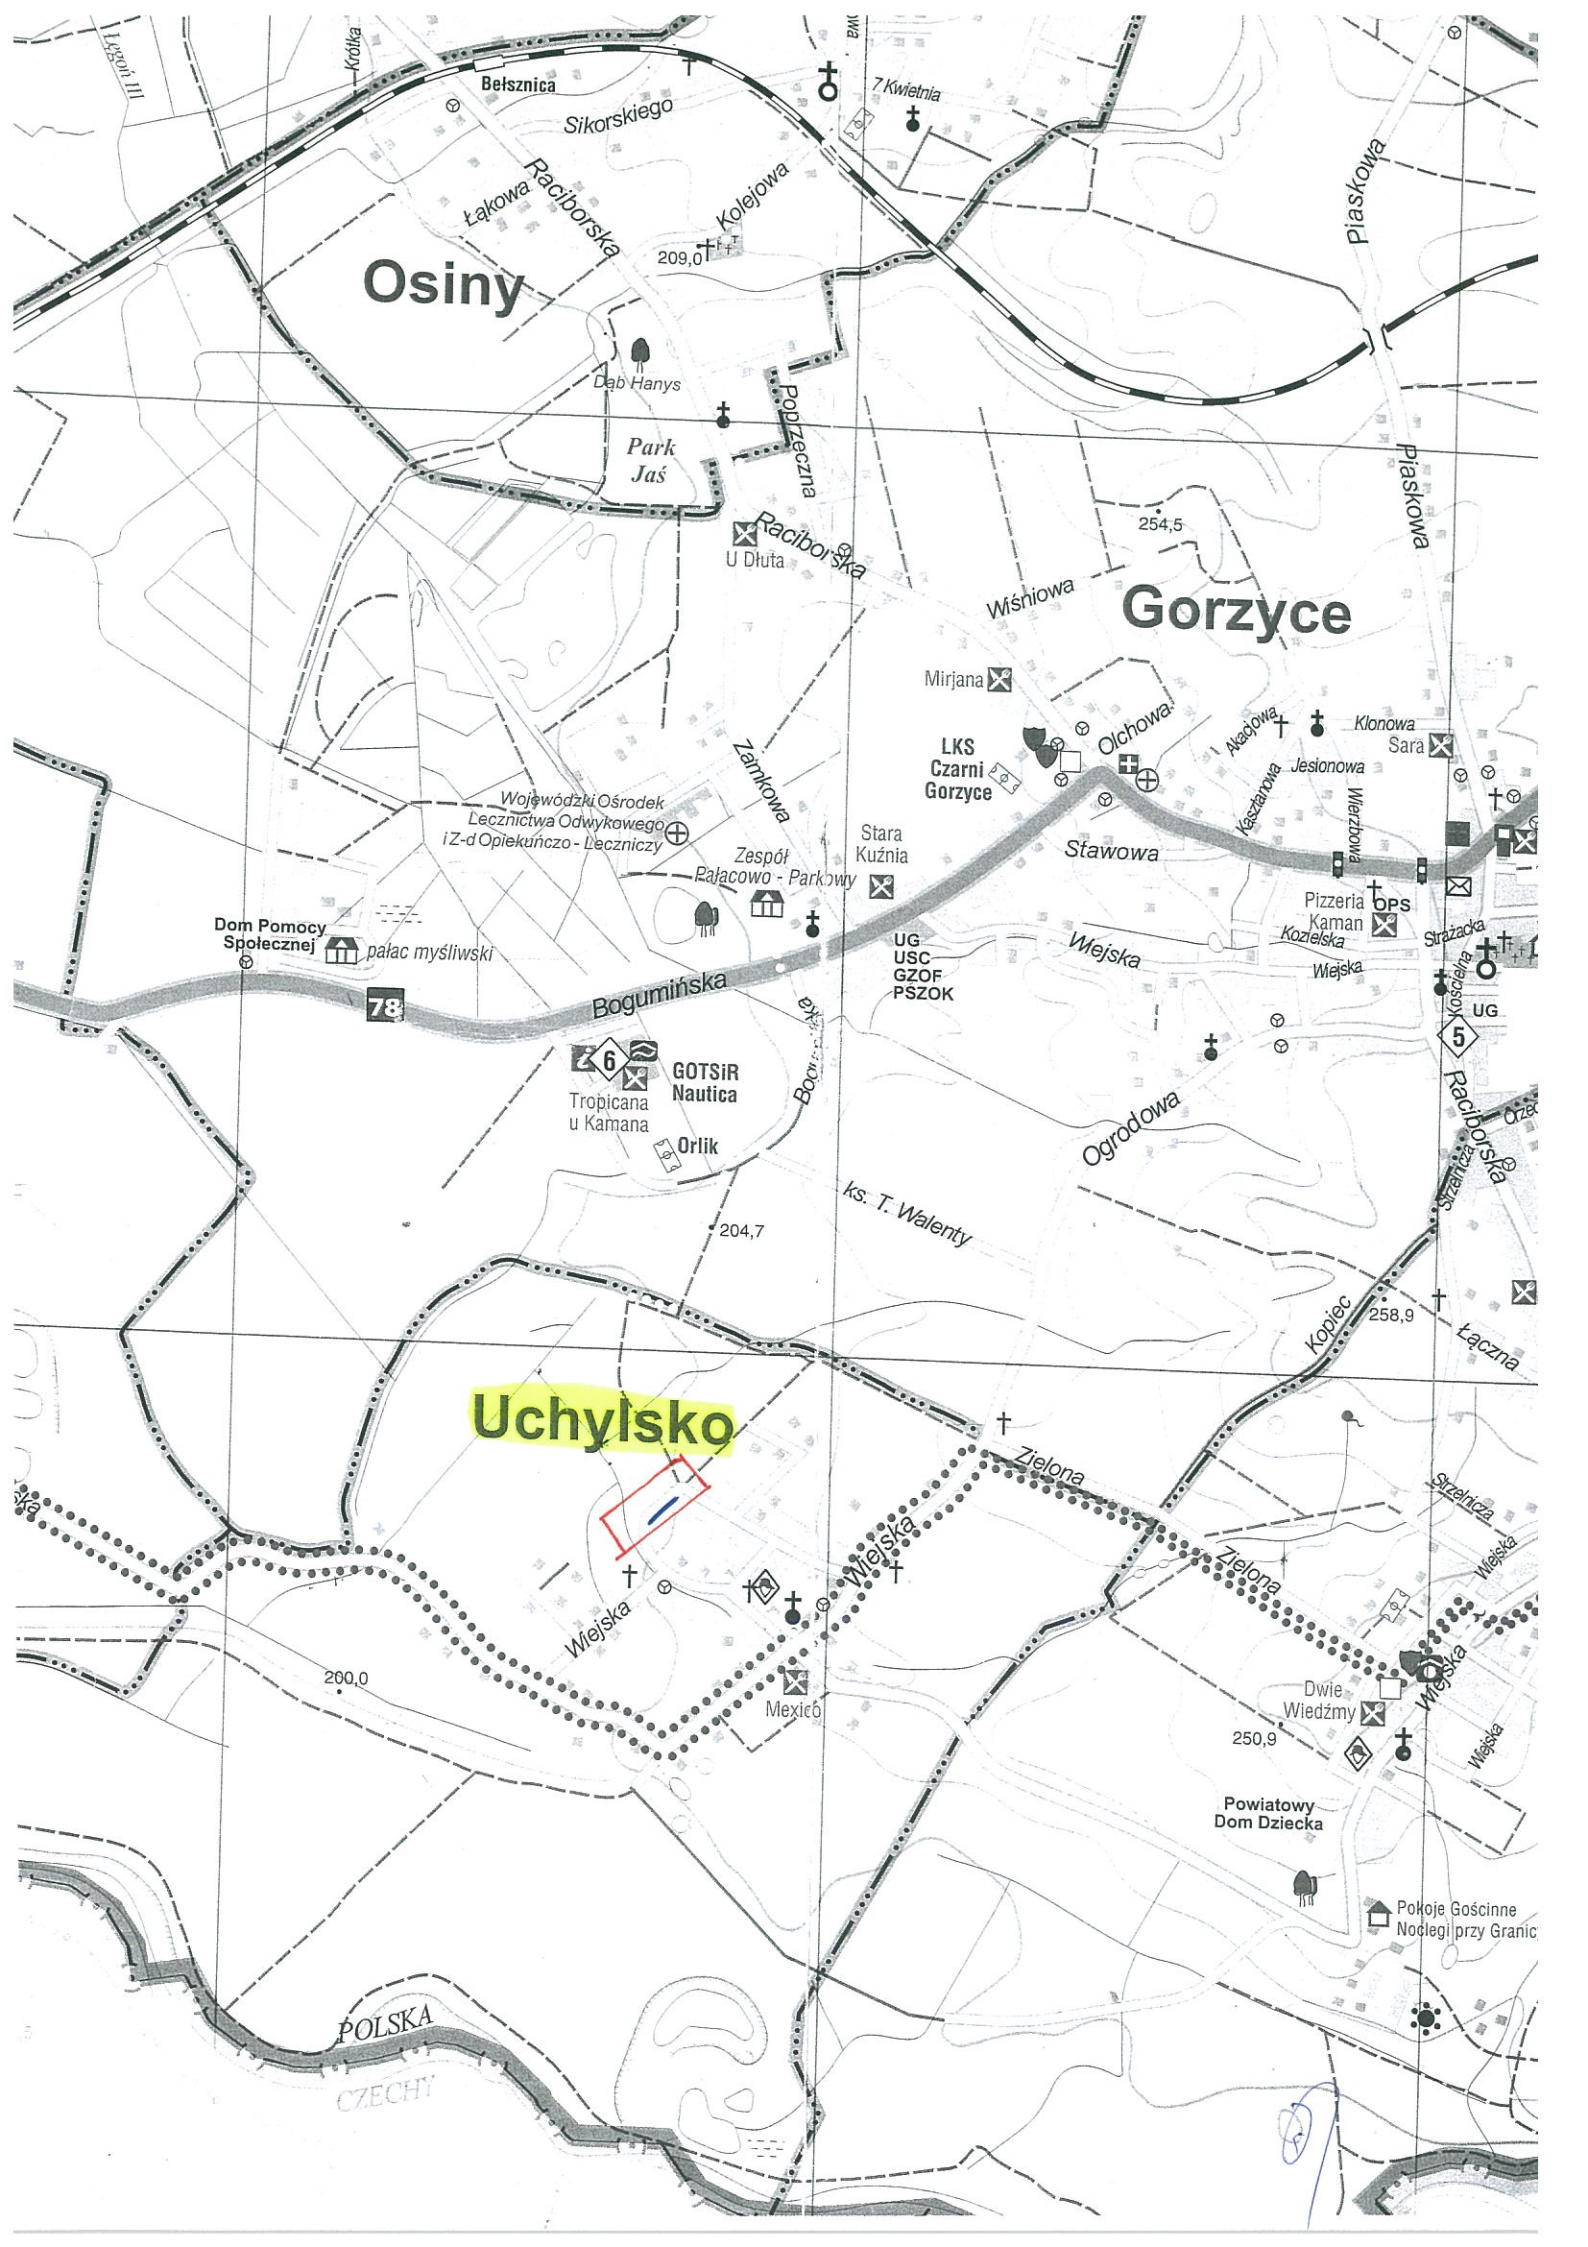 Łęgoń III
Krótka
Bełsznica
Sikorskiego
7 Kwietnia
Łąkowa
Raciborska
Kolejowa
209,0
Piaskowa
Osiny
Dąb Hanys
Poprzeczna
Park
Jaś
Piaskowa
254,5
Raciborska
U Dłuta
Wiśniowa
Gorzyce
Mirjana
Olchowa
Akacjowa
Klonowa
Sara
LKS
Czarni
Gorzyce
Jesionowa
Kasztanowa
Wierzbowa
Zamkowa
Wojewódzki Ośrodek
Lecznictwa Odwykowego
i Z-d Opiekuńczo - Leczniczy
Stara
Kuźnia
Stawowa
Zespół
Pałacowo - Parkowy
Pizzeria
Kaman
OPS
Dom Pomocy
Społecznej
pałac myśliwski
Kozielska
Strażacka
Wiejska
Wiejska
Kościelna
UG
USC
GZOF
PSZOK
Bogumińska
78
UG
5
6
GOTSiR
Nautica
Tropicana
u Kamana
Orlik
Ogrodowa
Raciborska
Strzelnicza
ks. T. Walenty
204,7
Kopiec
258,9
Łączna
Uchylsko
Zielona
Strzelnicza
Wiejska
Zielona
Wiejska
Wiejska
200,0
Mexico
Dwie
Wiedźmy
Wiejska
250,9
Wiejska
Powiatowy
Dom Dziecka
Pokoje Gościnne
Noclegi przy Granic
POLSKA
CZECHY